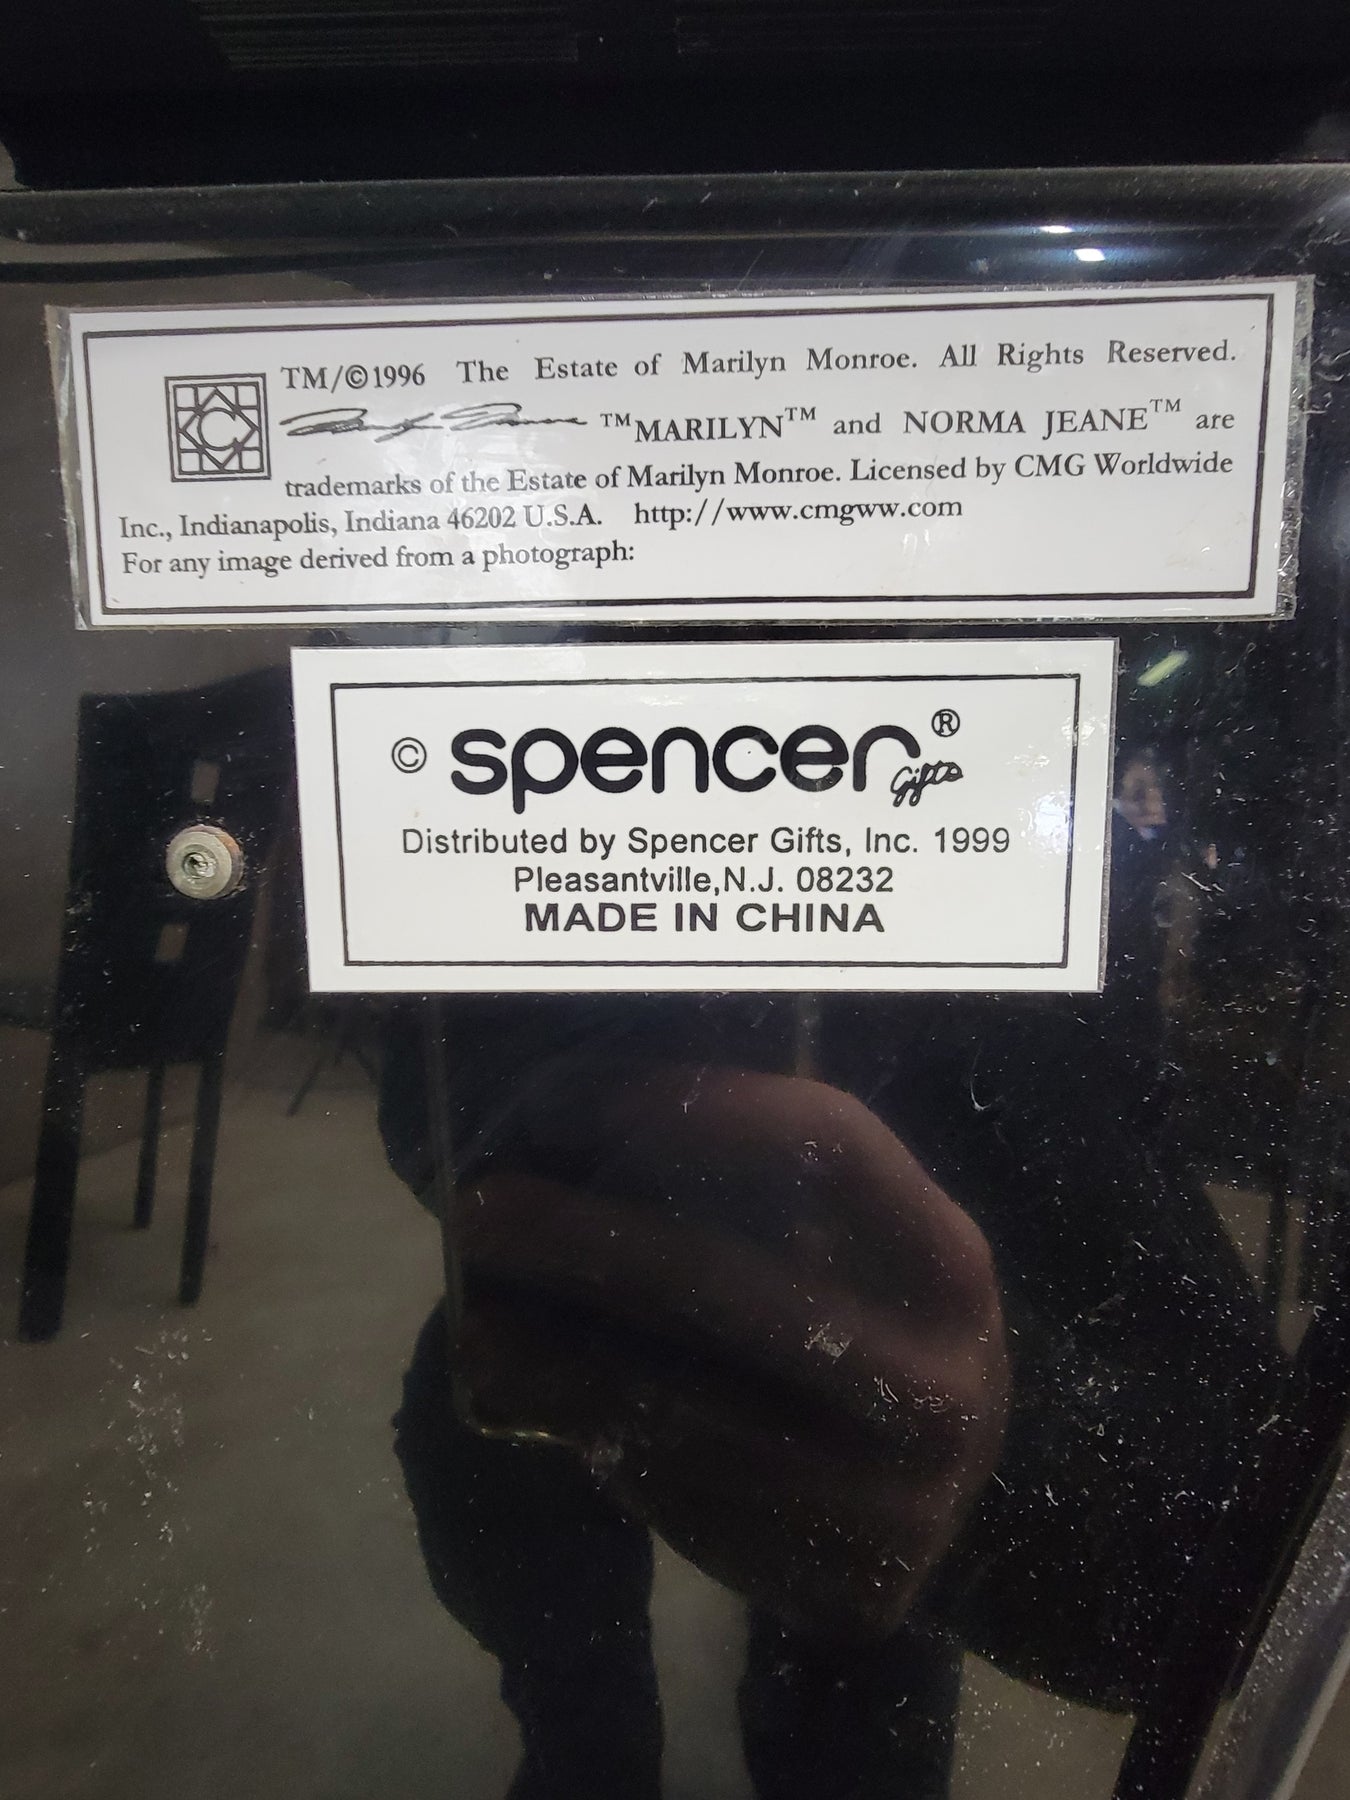 TM/©1996 The Estate of Marilyn Monroe. All Rights Reserved.
Marilyn Monroe ™MARILYN™ and NORMA JEANE™ are
trademarks of the Estate of Marilyn Monroe. Licensed by CMG Worldwide
Inc., Indianapolis, Indiana 46202 U.S.A. http://www.cmgww.com
For any image derived from a photograph:
© spencer® gifts
Distributed by Spencer Gifts, Inc. 1999
Pleasantville,N.J. 08232
MADE IN CHINA